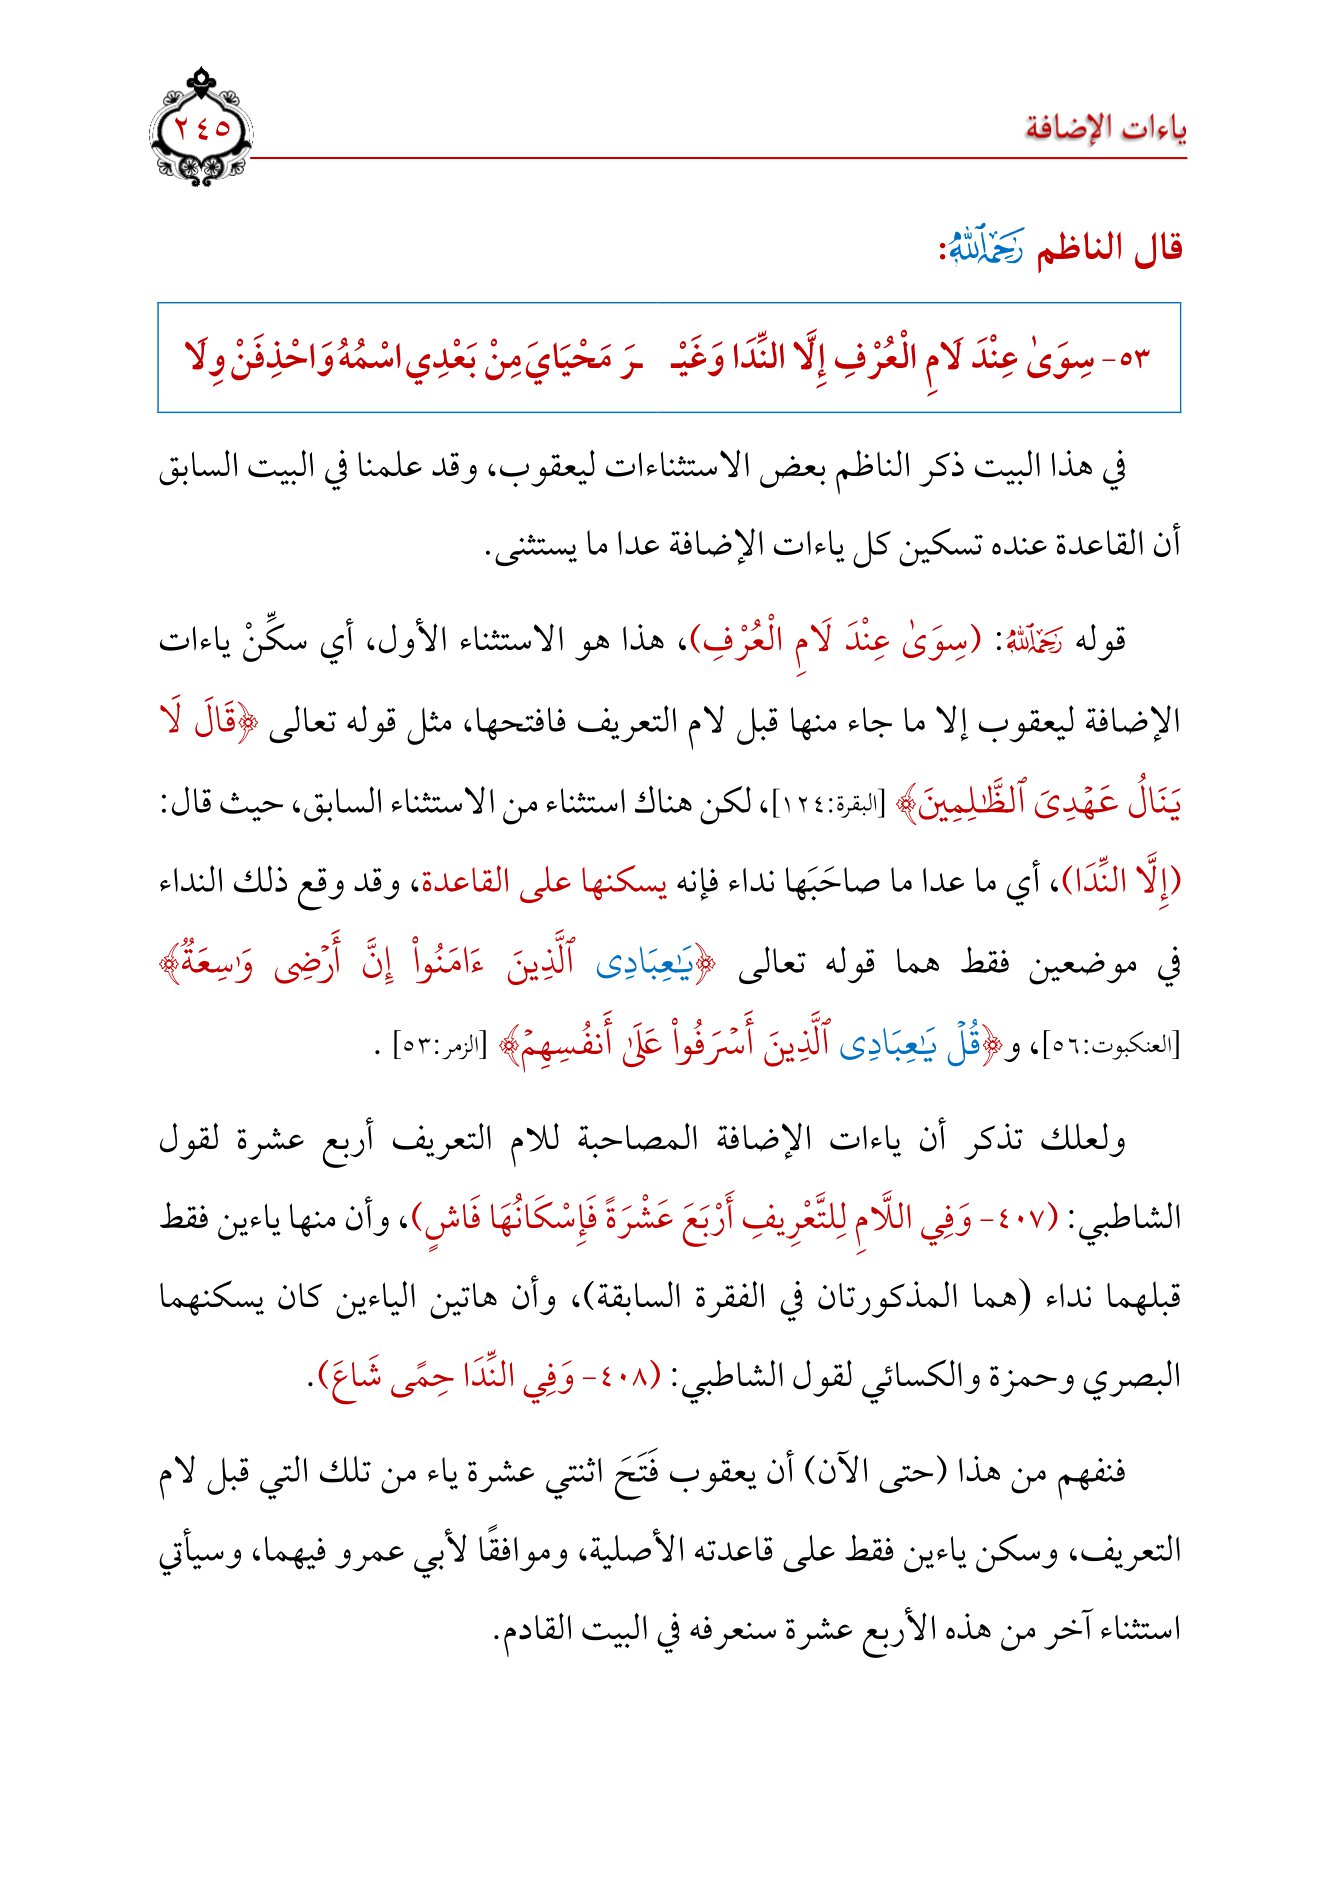 ياءات الإضافة
٢٤٥
قال الناظم رَحِمَهُ ٱللَّهُ:
٥٣- سِوَىٰ عِنْدَ لَامِ الْعُرْفِ إِلَّا النِّدَا وَغَيْـ ـرَ مَحْيَايَ مِنْ بَعْدِي اسْمُهُ وَاحْذِفَنْ وِلَا
في هذا البيت ذكر الناظم بعض الاستثناءات ليعقوب، وقد علمنا في البيت السابق
أن القاعدة عنده تسكين كل ياءات الإضافة عدا ما يستثنى.
قوله رَحِمَهُ ٱللَّهُ: (سِوَىٰ عِنْدَ لَامِ الْعُرْفِ)، هذا هو الاستثناء الأول، أي سكِّنْ ياءات
الإضافة ليعقوب إلا ما جاء منها قبل لام التعريف فافتحها، مثل قوله تعالى ﴿قَالَ لَا
يَنَالُ عَهْدِىَ ٱلظَّٰلِمِينَ﴾ [البقرة:١٢٤]، لكن هناك استثناء من الاستثناء السابق، حيث قال:
(إِلَّا النِّدَا)، أي ما عدا ما صاحَبَها نداء فإنه يسكنها على القاعدة، وقد وقع ذلك النداء
في موضعين فقط هما قوله تعالى ﴿يَٰعِبَادِى ٱلَّذِينَ ءَامَنُوا۟ إِنَّ أَرْضِى وَٰسِعَةٌ﴾
[العنكبوت:٥٦]، و﴿قُلْ يَٰعِبَادِى ٱلَّذِينَ أَسْرَفُوا۟ عَلَىٰٓ أَنفُسِهِمْ﴾ [الزمر:٥٣] .
ولعلك تذكر أن ياءات الإضافة المصاحبة للام التعريف أربع عشرة لقول
الشاطبي: (٤٠٧- وَفِي اللَّامِ لِلتَّعْرِيفِ أَرْبَعَ عَشْرَةً فَإِسْكَانُهَا فَاشٍ)، وأن منها ياءين فقط
قبلهما نداء (هما المذكورتان في الفقرة السابقة)، وأن هاتين الياءين كان يسكنهما
البصري وحمزة والكسائي لقول الشاطبي: (٤٠٨- وَفِي النِّدَا حِمًى شَاعَ).
فنفهم من هذا (حتى الآن) أن يعقوب فَتَحَ اثنتي عشرة ياء من تلك التي قبل لام
التعريف، وسكن ياءين فقط على قاعدته الأصلية، وموافقًا لأبي عمرو فيهما، وسيأتي
استثناء آخر من هذه الأربع عشرة سنعرفه في البيت القادم.